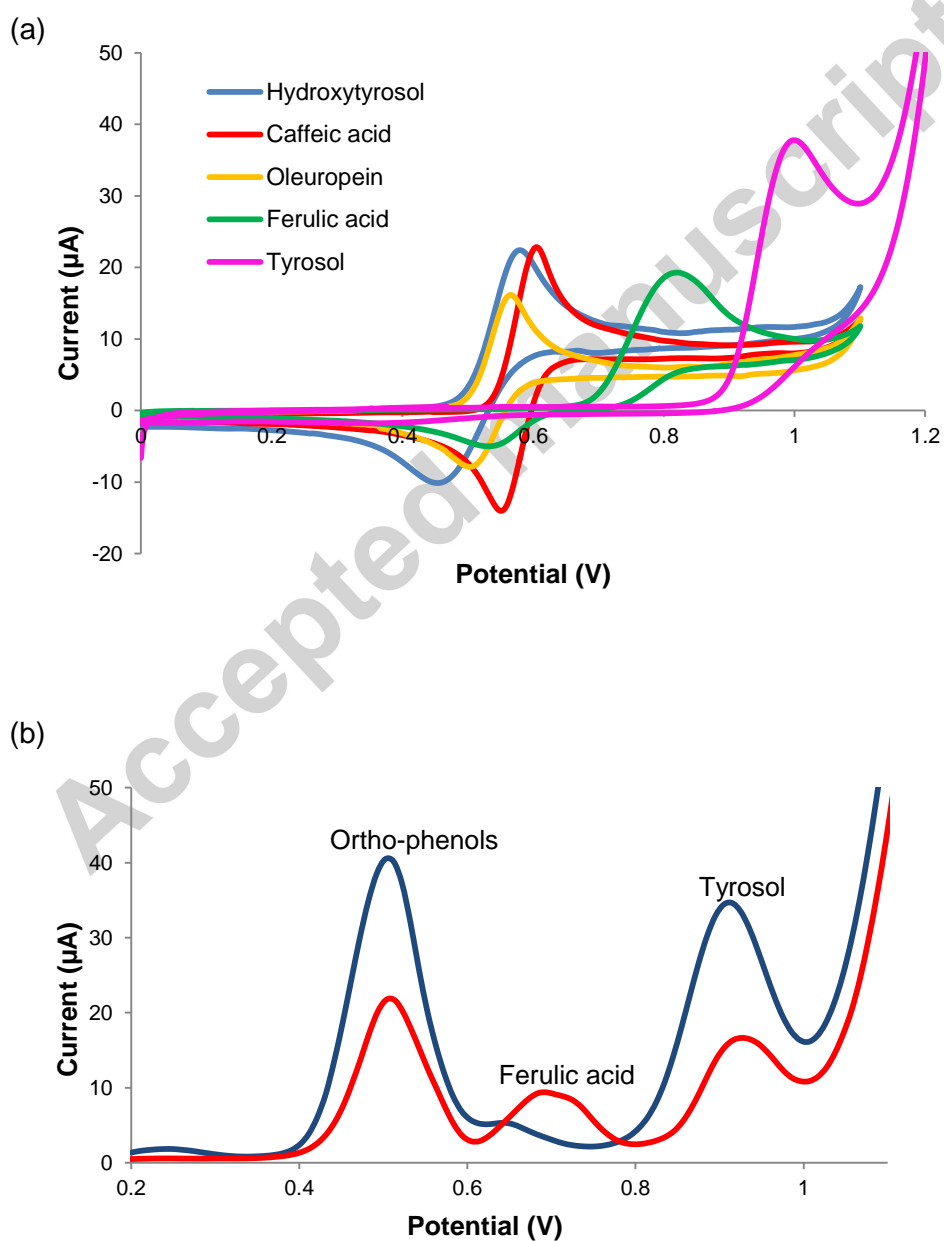 (a)
50
40
30
20
10
0
-10
-20
Current (µA)
Hydroxytyrosol
Caffeic acid
Oleuropein
Ferulic acid
Tyrosol
0 0.2 0.4 0.6 0.8 1 1.2
Potential (V)
Accepted manuscript
(b)
50
40
30
20
10
0
Current (µA)
Ortho-phenols
Ferulic acid
Tyrosol
0.2 0.4 0.6 0.8 1
Potential (V)